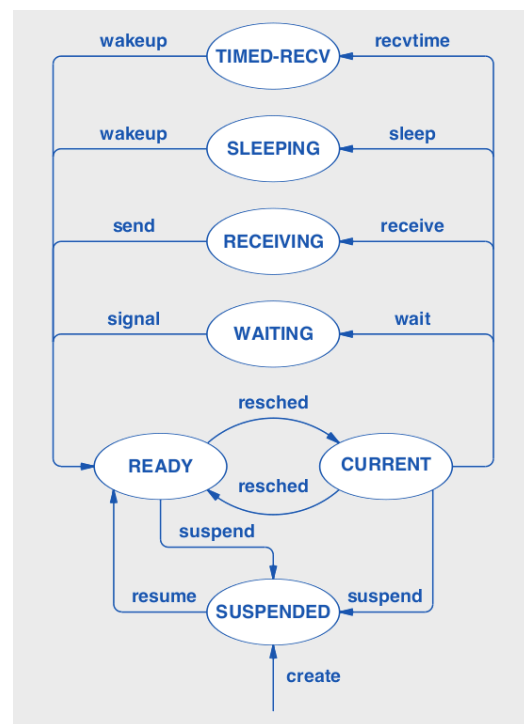 wakeup TIMED-RECV recvtime
wakeup SLEEPING sleep
send RECEIVING receive
signal WAITING wait
resched
READY CURRENT
resched
suspend
resume SUSPENDED suspend
create